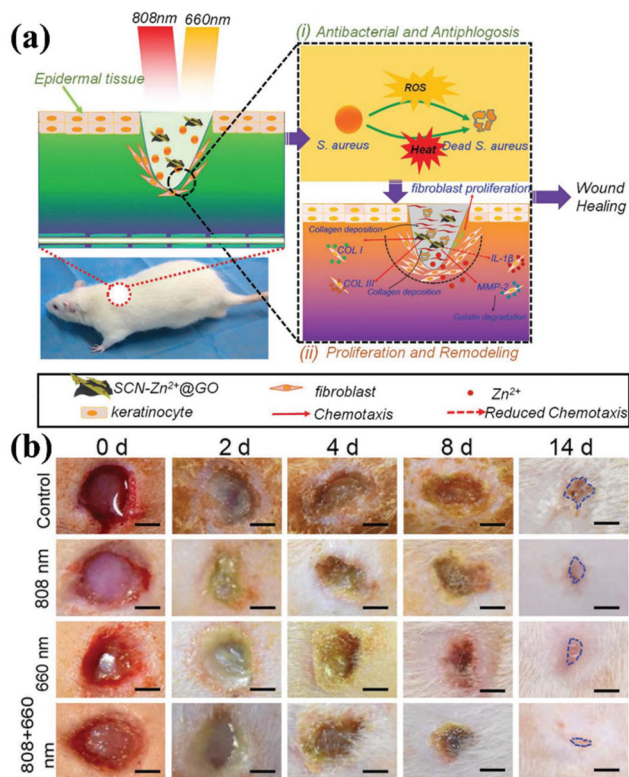 (a)
808nm 660nm
Epidermal tissue
(i) Antibacterial and Antiphlogosis
ROS
S. aureus
Heat
Dead S. aureus
fibroblast proliferation
Collagen deposition
COL I
COL III
Collagen deposition
IL-1β
MMP-2
Gelatin degradation
(ii) Proliferation and Remodeling
Wound
Healing
SCN-Zn²⁺@GO
fibroblast
Zn²⁺
keratinocyte
Chemotaxis
Reduced Chemotaxis
(b)
0 d 2 d 4 d 8 d 14 d
Control
808 nm
660 nm
808+660
nm